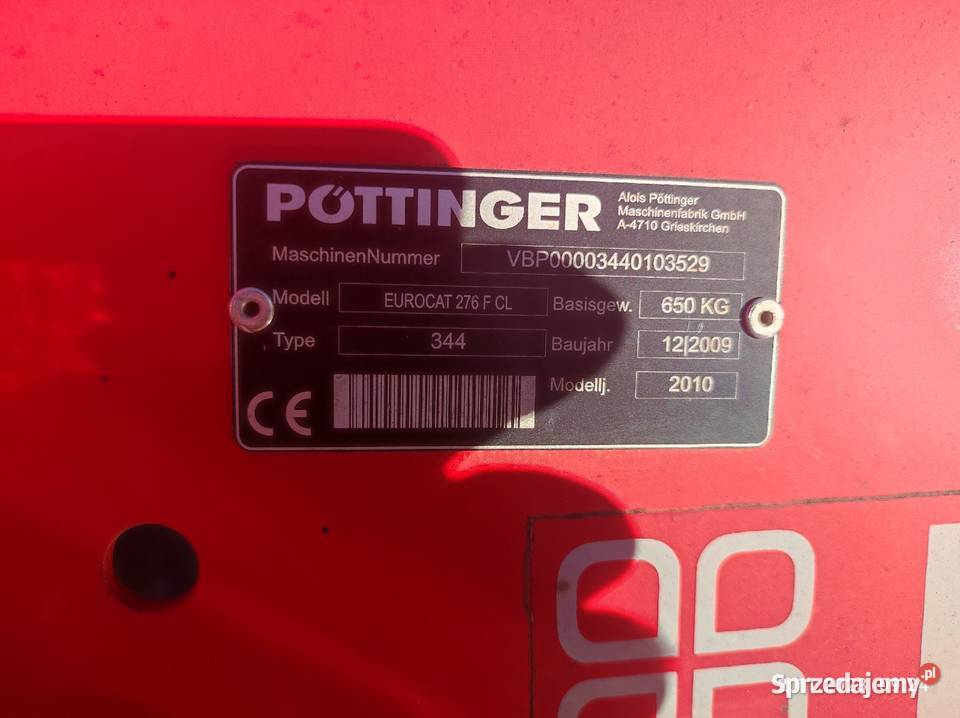 PÖTTINGER
Alois Pöttinger
Maschinenfabrik GmbH
A-4710 Grieskirchen
MaschinenNummer VBP00003440103529
Modell EUROCAT 276 F CL Basisgew. 650 KG
Type 344 Baujahr 12|2009
Modellj. 2010
CE
Sprzedajemy.pl